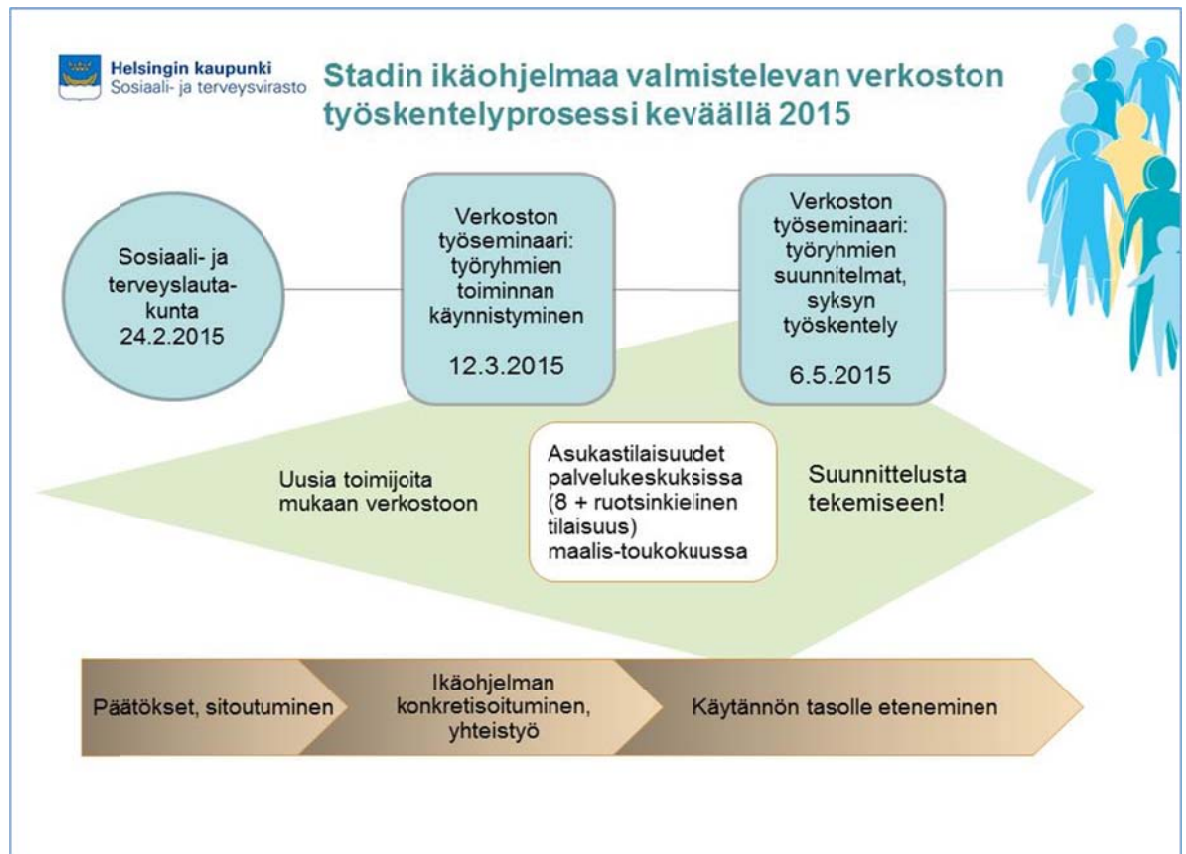 Helsingin kaupunki
Sosiaali- ja terveysvirasto
Stadin ikäohjelmaa valmistelevan verkoston
työskentelyprosessi keväällä 2015
Sosiaali- ja
terveyslauta-
kunta
24.2.2015
Verkoston
työseminaari:
työryhmien
toiminnan
käynnistyminen
12.3.2015
Verkoston
työseminaari:
työryhmien
suunnitelmat,
syksyn
työskentely
6.5.2015
Uusia toimijoita
mukaan verkostoon
Asukastilaisuudet
palvelukeskuksissa
(8 + ruotsinkielinen
tilaisuus)
maalis-toukokuussa
Suunnittelusta
tekemiseen!
Päätökset, sitoutuminen
Ikäohjelman
konkretisoituminen,
yhteistyö
Käytännön tasolle eteneminen